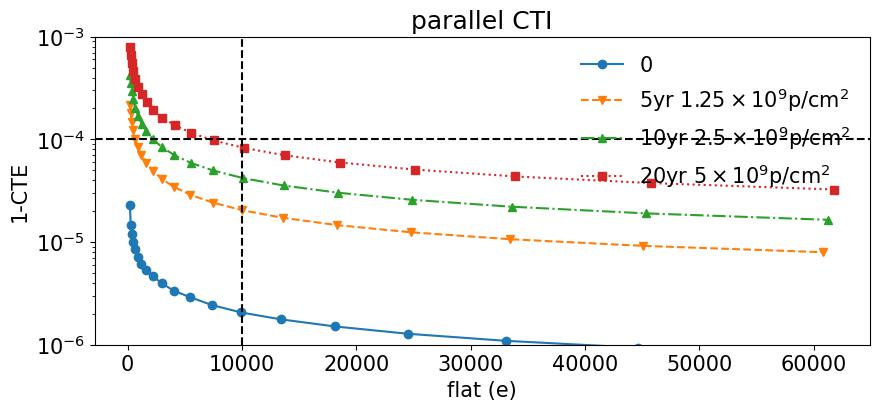 parallel CTI
10⁻³
10⁻⁴
10⁻⁵
10⁻⁶
1-CTE
0
5yr 1.25 × 10⁹p/cm²
10yr 2.5 × 10⁹p/cm²
20yr 5 × 10⁹p/cm²
0 10000 20000 30000 40000 50000 60000
flat (e)